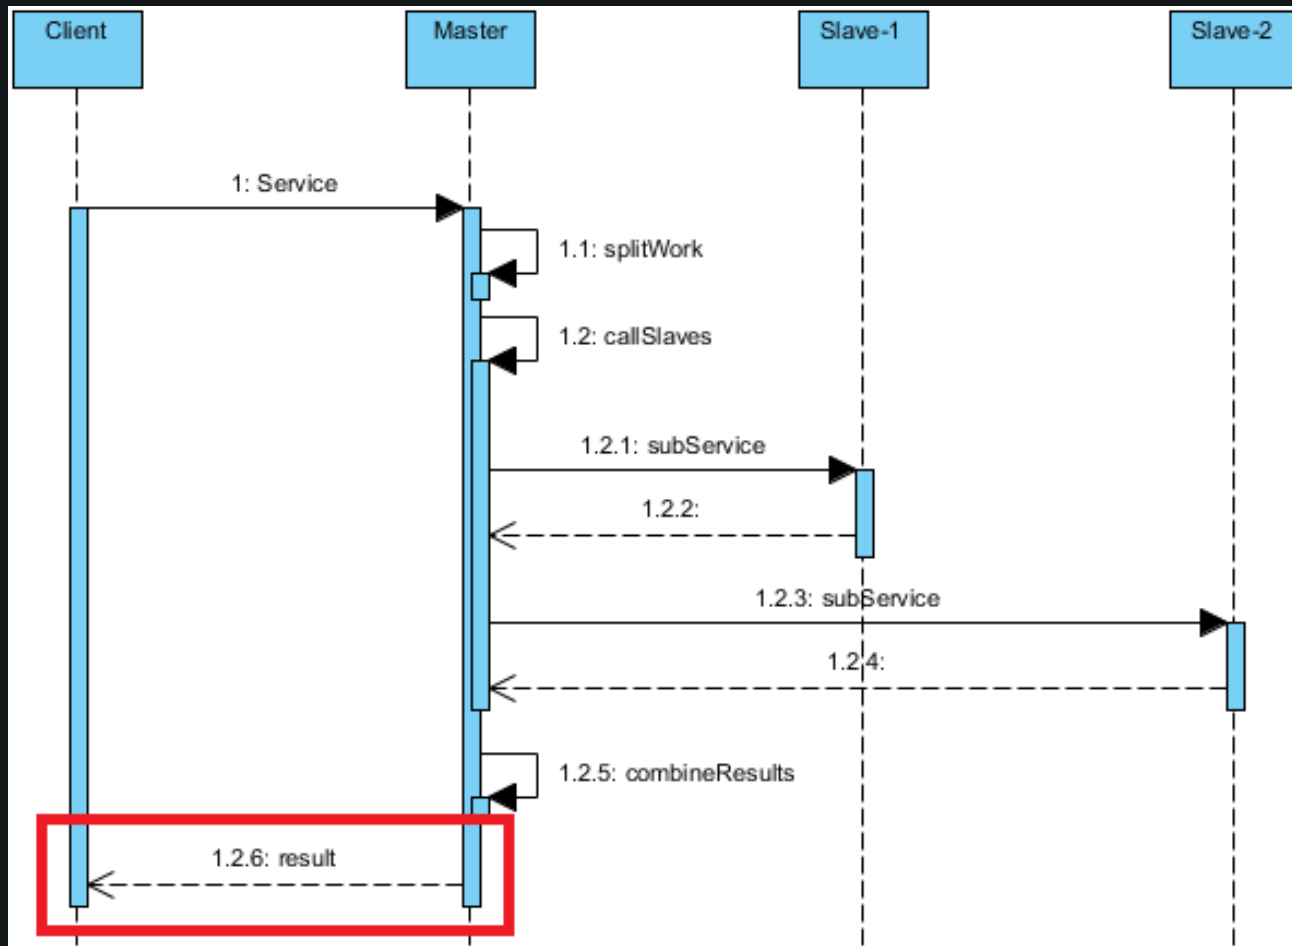 Client
Master
Slave-1
Slave-2
1: Service
1.1: splitWork
1.2: callSlaves
1.2.1: subService
1.2.2:
1.2.3: subService
1.2.4:
1.2.5: combineResults
1.2.6: result